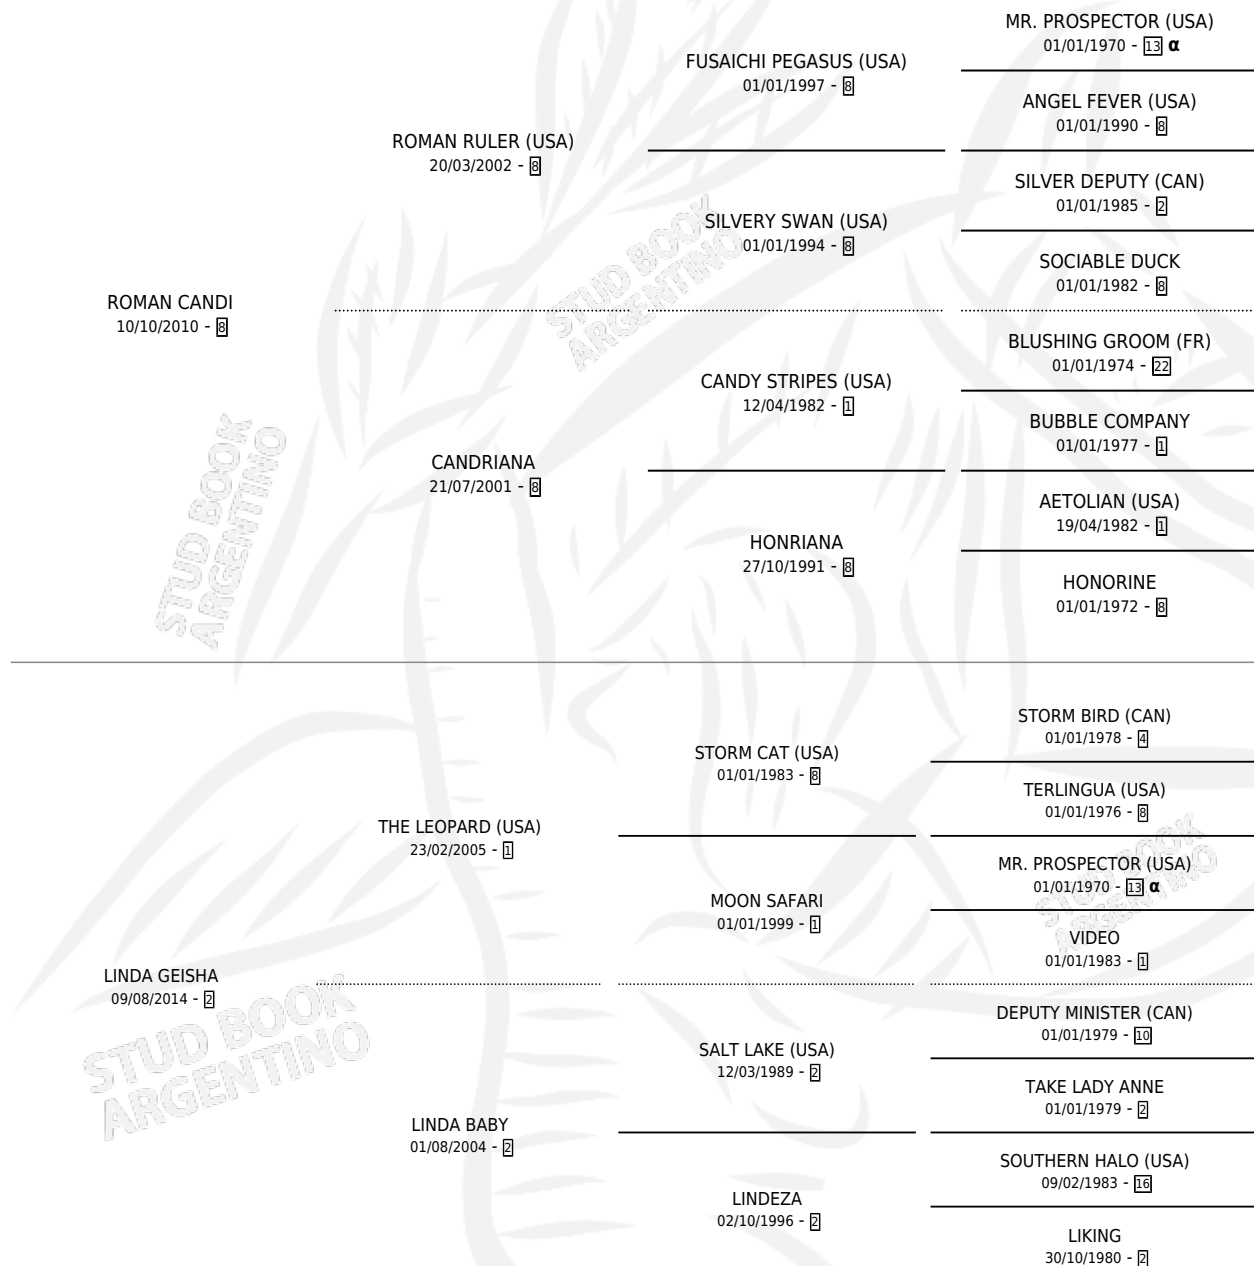 MR. PROSPECTOR (USA)
01/01/1970 - 13 α
FUSAICHI PEGASUS (USA)
01/01/1997 - 8
ANGEL FEVER (USA)
01/01/1990 - 8
ROMAN RULER (USA)
20/03/2002 - 8
SILVER DEPUTY (CAN)
01/01/1985 - 2
SILVERY SWAN (USA)
01/01/1994 - 8
SOCIABLE DUCK
01/01/1982 - 8
ROMAN CANDI
10/10/2010 - 8
BLUSHING GROOM (FR)
01/01/1974 - 22
CANDY STRIPES (USA)
12/04/1982 - 1
BUBBLE COMPANY
01/01/1977 - 1
CANDRIANA
21/07/2001 - 8
AETOLIAN (USA)
19/04/1982 - 1
HONRIANA
27/10/1991 - 8
HONORINE
01/01/1972 - 8
STORM BIRD (CAN)
01/01/1978 - 4
STORM CAT (USA)
01/01/1983 - 8
TERLINGUA (USA)
01/01/1976 - 8
THE LEOPARD (USA)
23/02/2005 - 1
MR. PROSPECTOR (USA)
01/01/1970 - 13 α
MOON SAFARI
01/01/1999 - 1
VIDEO
01/01/1983 - 1
LINDA GEISHA
09/08/2014 - 2
DEPUTY MINISTER (CAN)
01/01/1979 - 10
SALT LAKE (USA)
12/03/1989 - 2
TAKE LADY ANNE
01/01/1979 - 2
LINDA BABY
01/08/2004 - 2
SOUTHERN HALO (USA)
09/02/1983 - 16
LINDEZA
02/10/1996 - 2
LIKING
30/10/1980 - 2
STUD BOOK
ARGENTINO
STUD BOOK
ARGENTINO
STUD BOOK
ARGENTINO
STUD BOOK
ARGENTINO